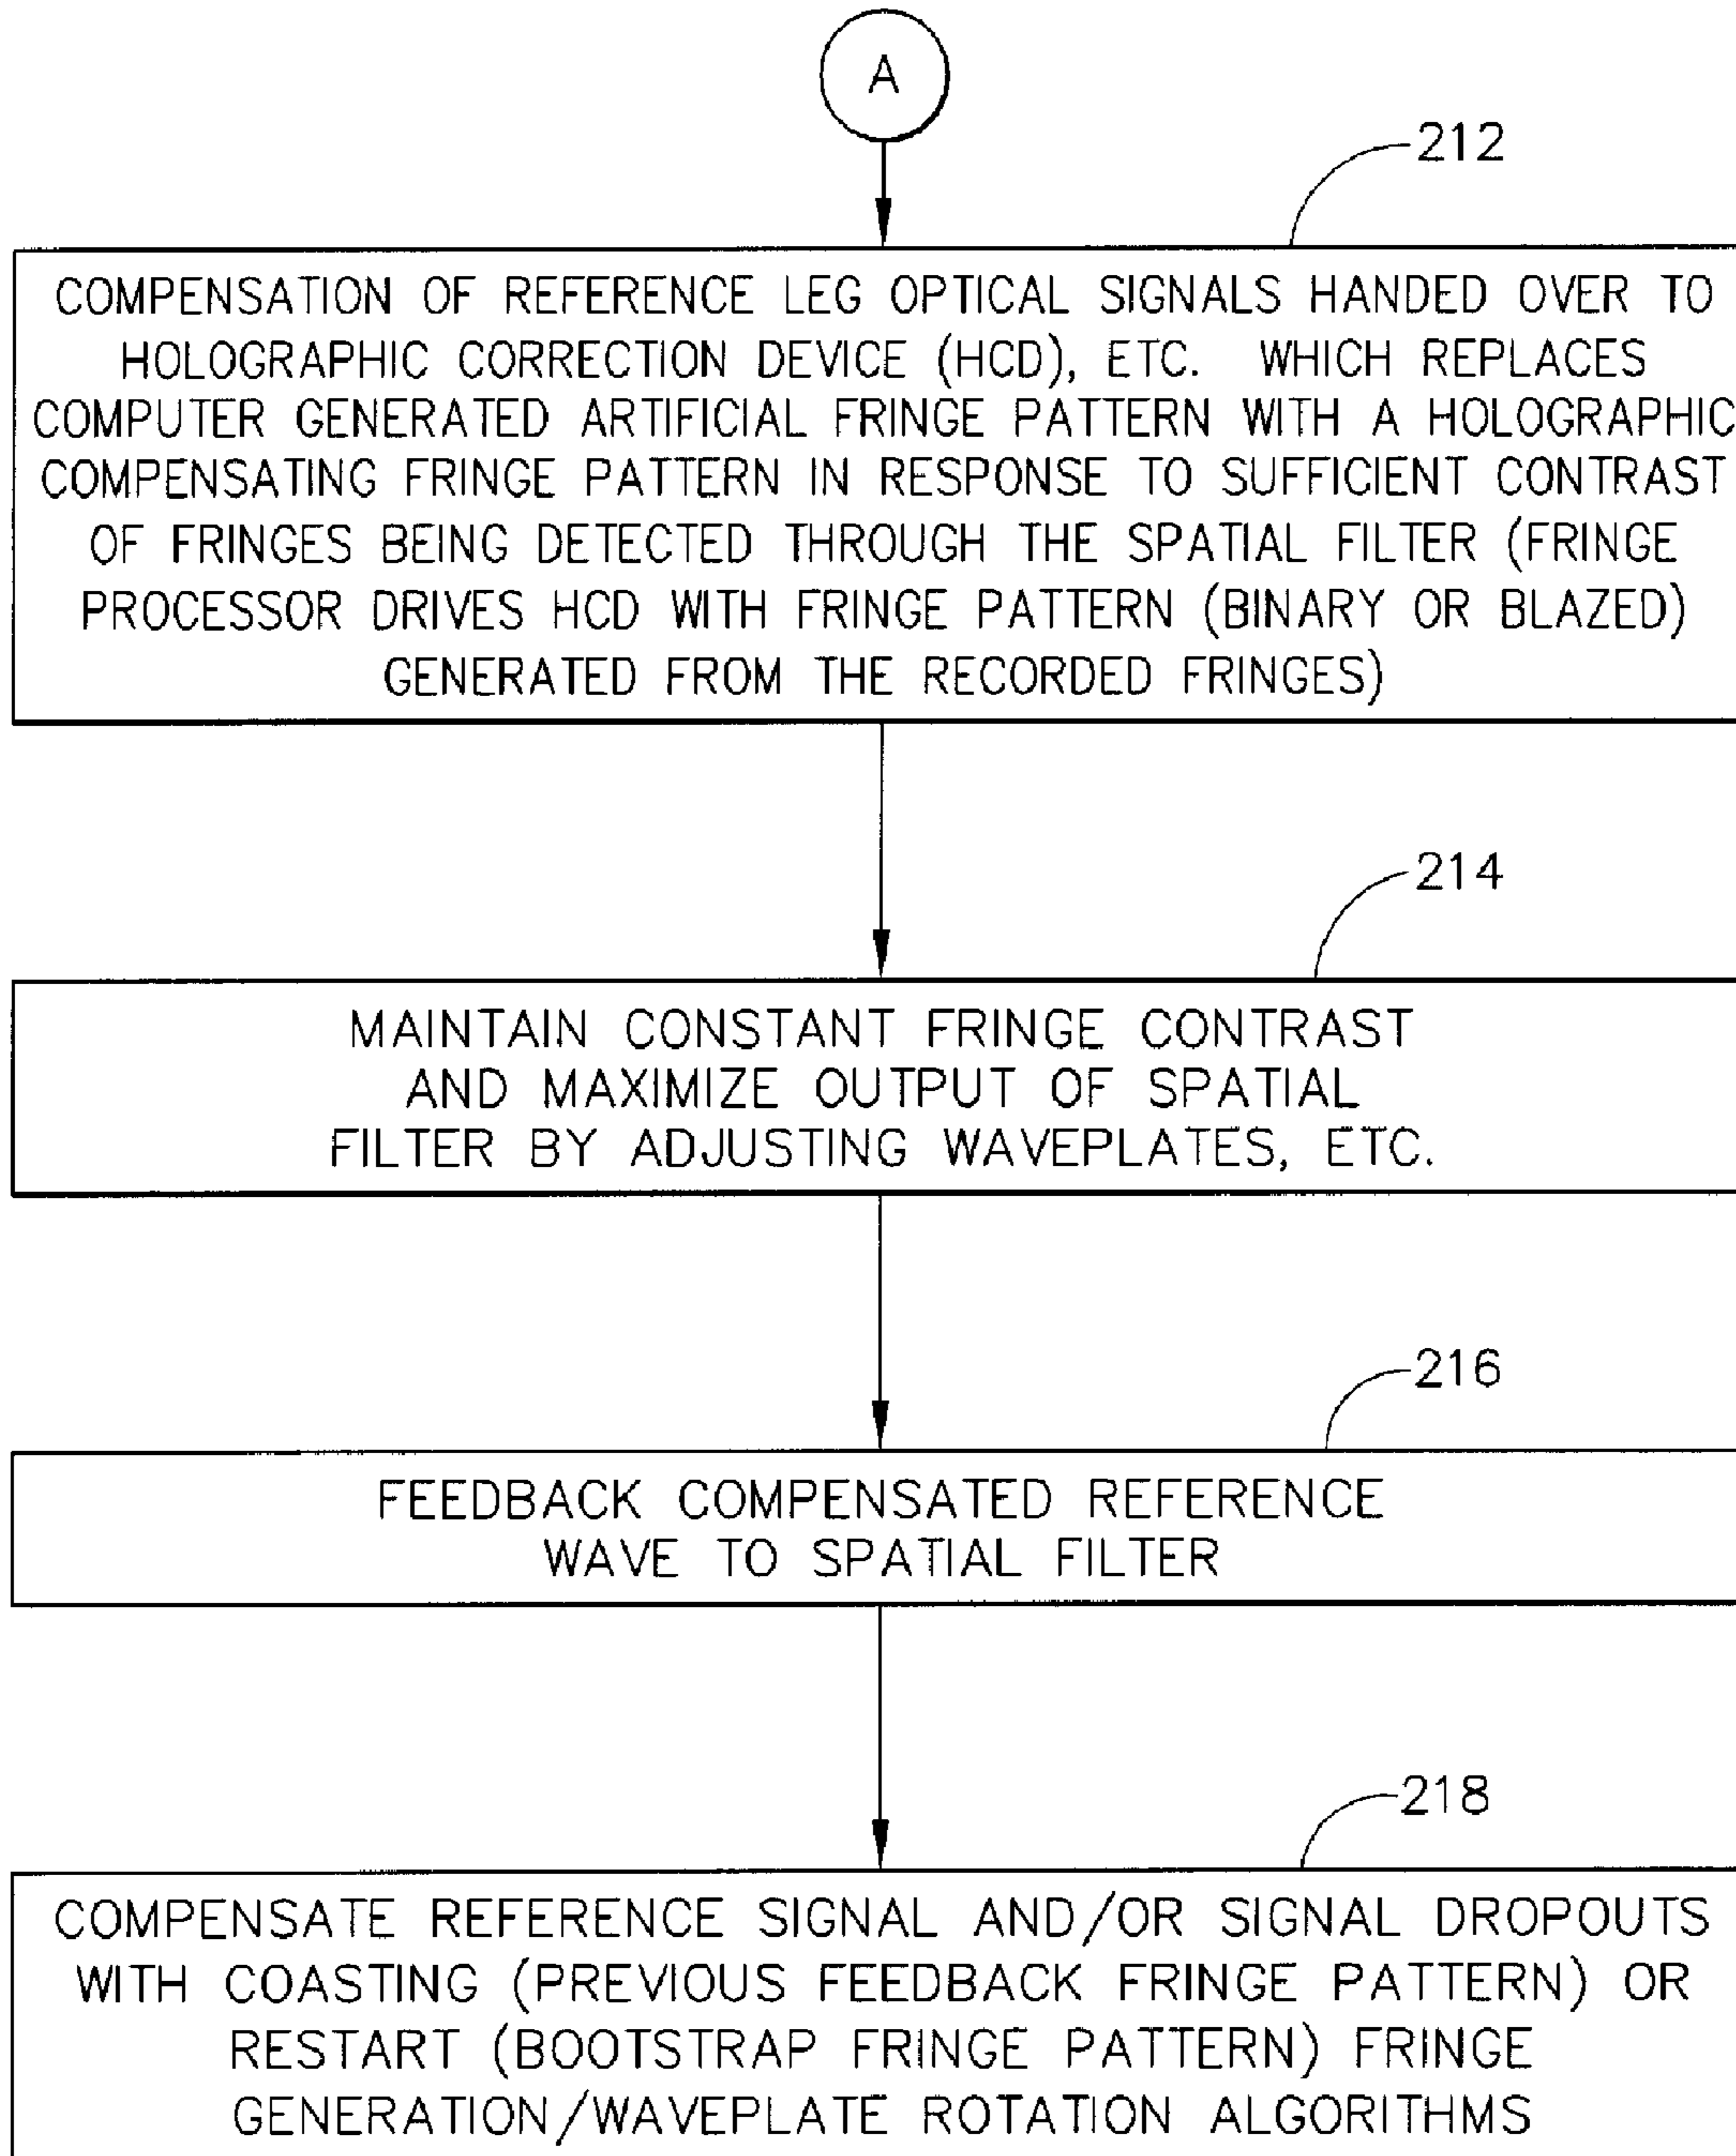 A
212
COMPENSATION OF REFERENCE LEG OPTICAL SIGNALS HANDED OVER TO
HOLOGRAPHIC CORRECTION DEVICE (HCD), ETC. WHICH REPLACES
COMPUTER GENERATED ARTIFICIAL FRINGE PATTERN WITH A HOLOGRAPHIC
COMPENSATING FRINGE PATTERN IN RESPONSE TO SUFFICIENT CONTRAST
OF FRINGES BEING DETECTED THROUGH THE SPATIAL FILTER (FRINGE
PROCESSOR DRIVES HCD WITH FRINGE PATTERN (BINARY OR BLAZED)
GENERATED FROM THE RECORDED FRINGES)
214
MAINTAIN CONSTANT FRINGE CONTRAST
AND MAXIMIZE OUTPUT OF SPATIAL
FILTER BY ADJUSTING WAVEPLATES, ETC.
216
FEEDBACK COMPENSATED REFERENCE
WAVE TO SPATIAL FILTER
218
COMPENSATE REFERENCE SIGNAL AND/OR SIGNAL DROPOUTS
WITH COASTING (PREVIOUS FEEDBACK FRINGE PATTERN) OR
RESTART (BOOTSTRAP FRINGE PATTERN) FRINGE
GENERATION/WAVEPLATE ROTATION ALGORITHMS